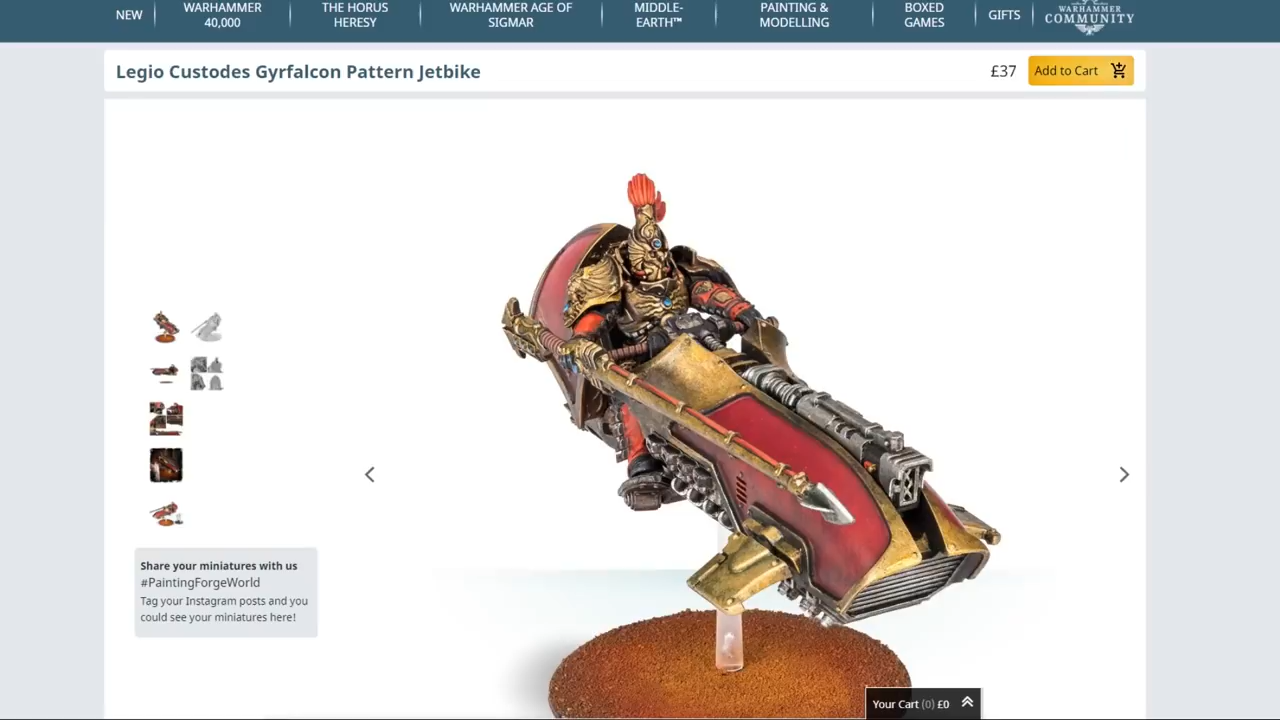 NEW
WARHAMMER
40,000
THE HORUS
HERESY
WARHAMMER AGE OF
SIGMAR
MIDDLE-
EARTH™
PAINTING &
MODELLING
BOXED
GAMES
GIFTS
WARHAMMER
COMMUNITY
Legio Custodes Gyrfalcon Pattern Jetbike
£37
Add to Cart
Share your miniatures with us
#PaintingForgeWorld
Tag your Instagram posts and you
could see your miniatures here!
Your Cart (0) £0